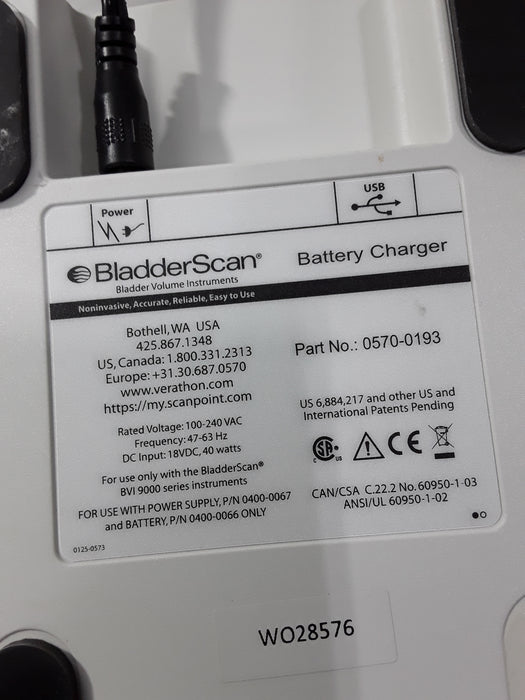 Power
USB
BladderScan®
Bladder Volume Instruments
Battery Charger
Noninvasive, Accurate, Reliable, Easy to Use
Bothell, WA USA
425.867.1348
US, Canada: 1.800.331.2313
Europe: +31.30.687.0570
www.verathon.com
https://my.scanpoint.com
Part No.: 0570-0193
Rated Voltage: 100-240 VAC
Frequency: 47-63 Hz
DC Input: 18VDC, 40 watts
For use only with the BladderScan®
BVI 9000 series instruments
FOR USE WITH POWER SUPPLY, P/N 0400-0067
and BATTERY, P/N 0400-0066 ONLY
US 6,884,217 and other US and
International Patents Pending
C SA US
CE
CAN/CSA C.22.2 No. 60950-1-03
ANSI/UL 60950-1-02
0125-0573
WO28576